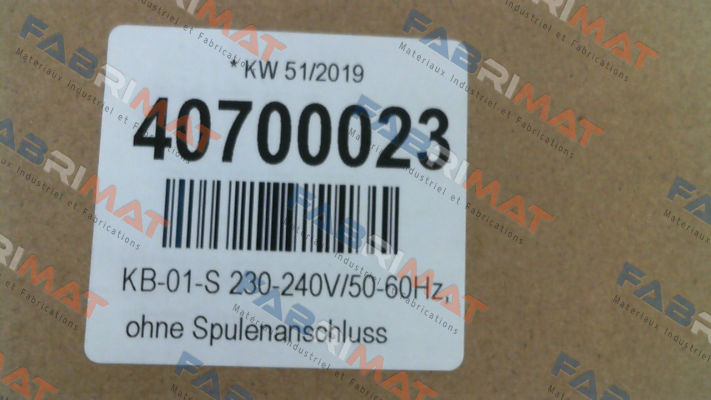 * KW 51/2019
40700023
KB-01-S 230-240V/50-60Hz,
ohne Spulenanschluss
FABRIMAT
Materiaux Industriel et Fabrications